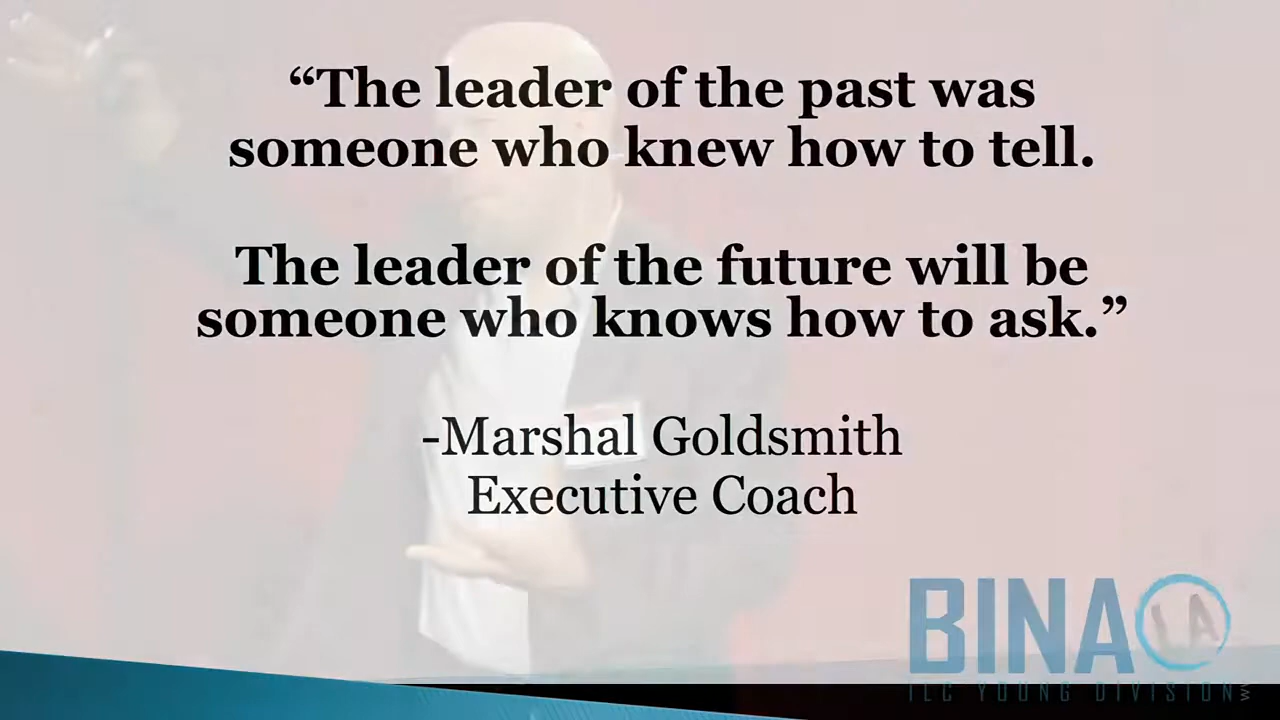 “The leader of the past was
someone who knew how to tell.
The leader of the future will be
someone who knows how to ask.”
-Marshal Goldsmith
Executive Coach
BINA LA
ILC YOUNG DIVISION